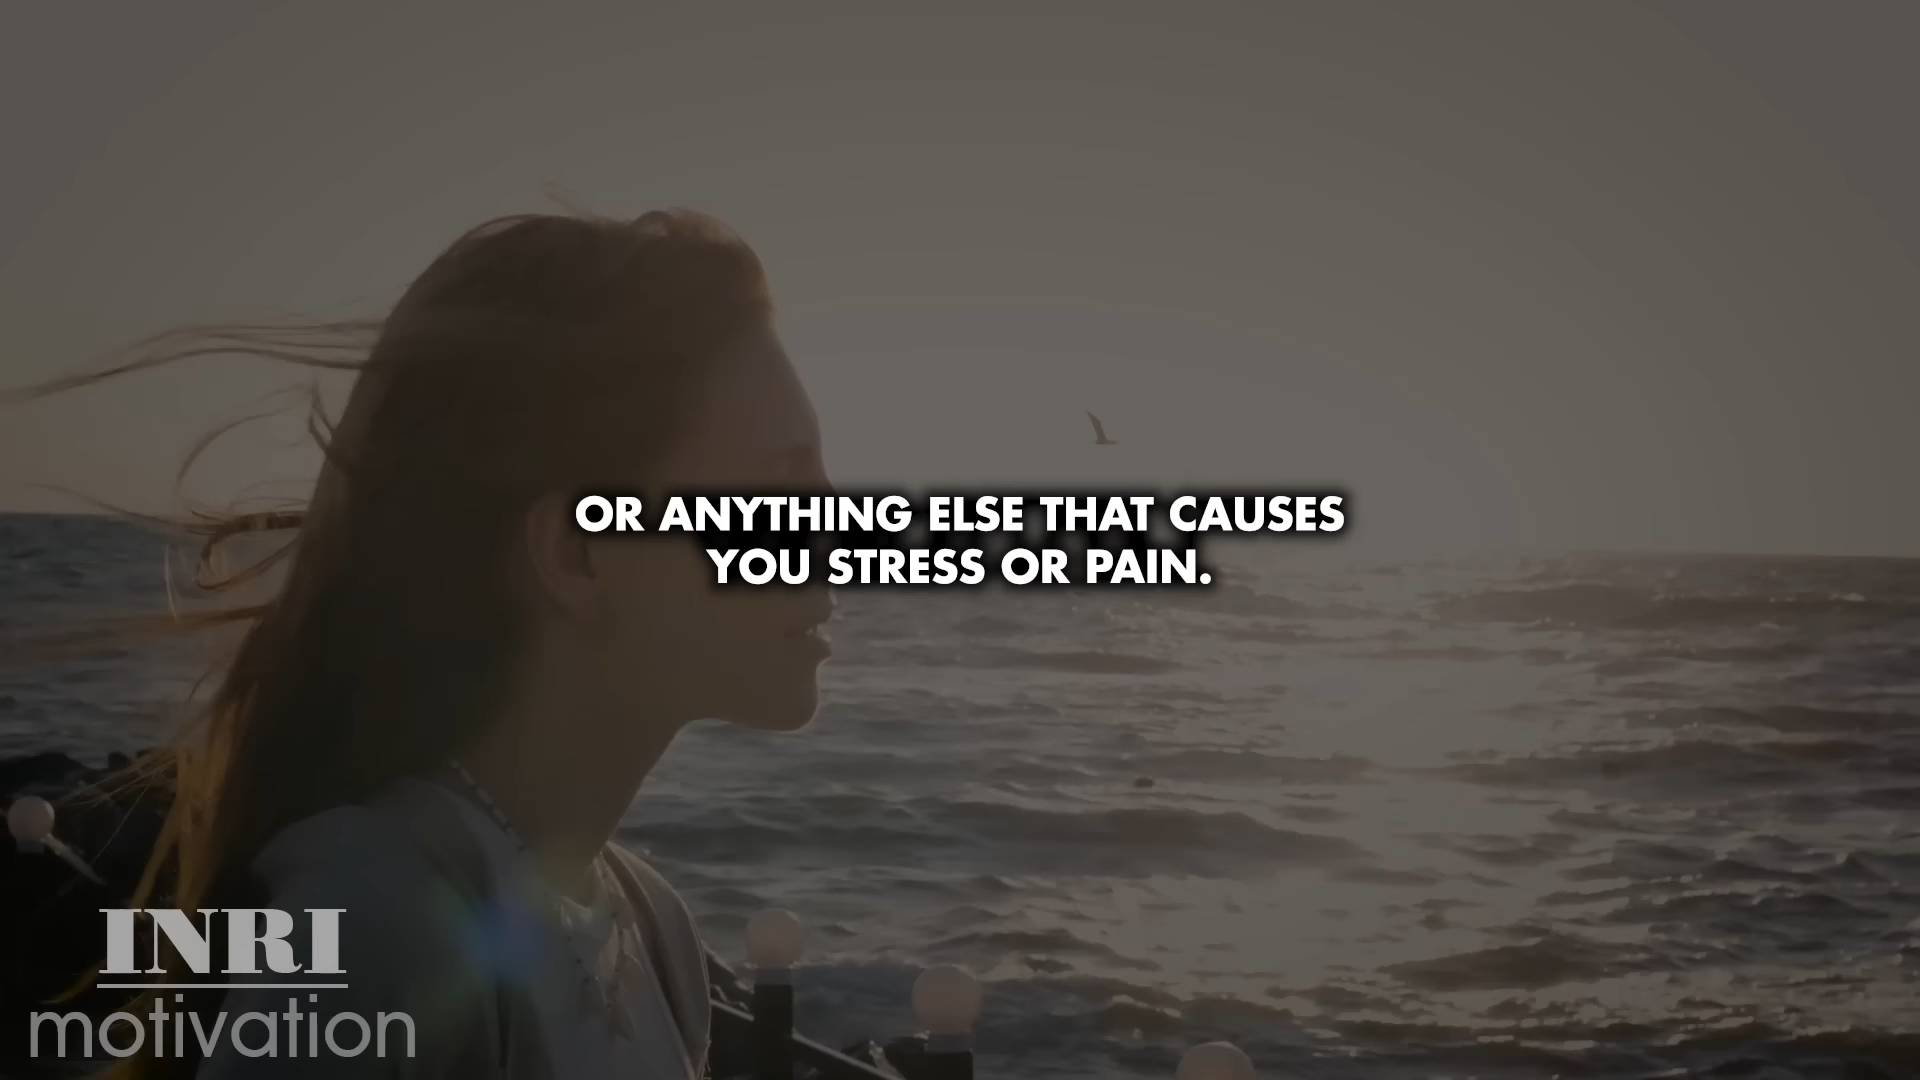 OR ANYTHING ELSE THAT CAUSES
YOU STRESS OR PAIN.
INRI
motivation